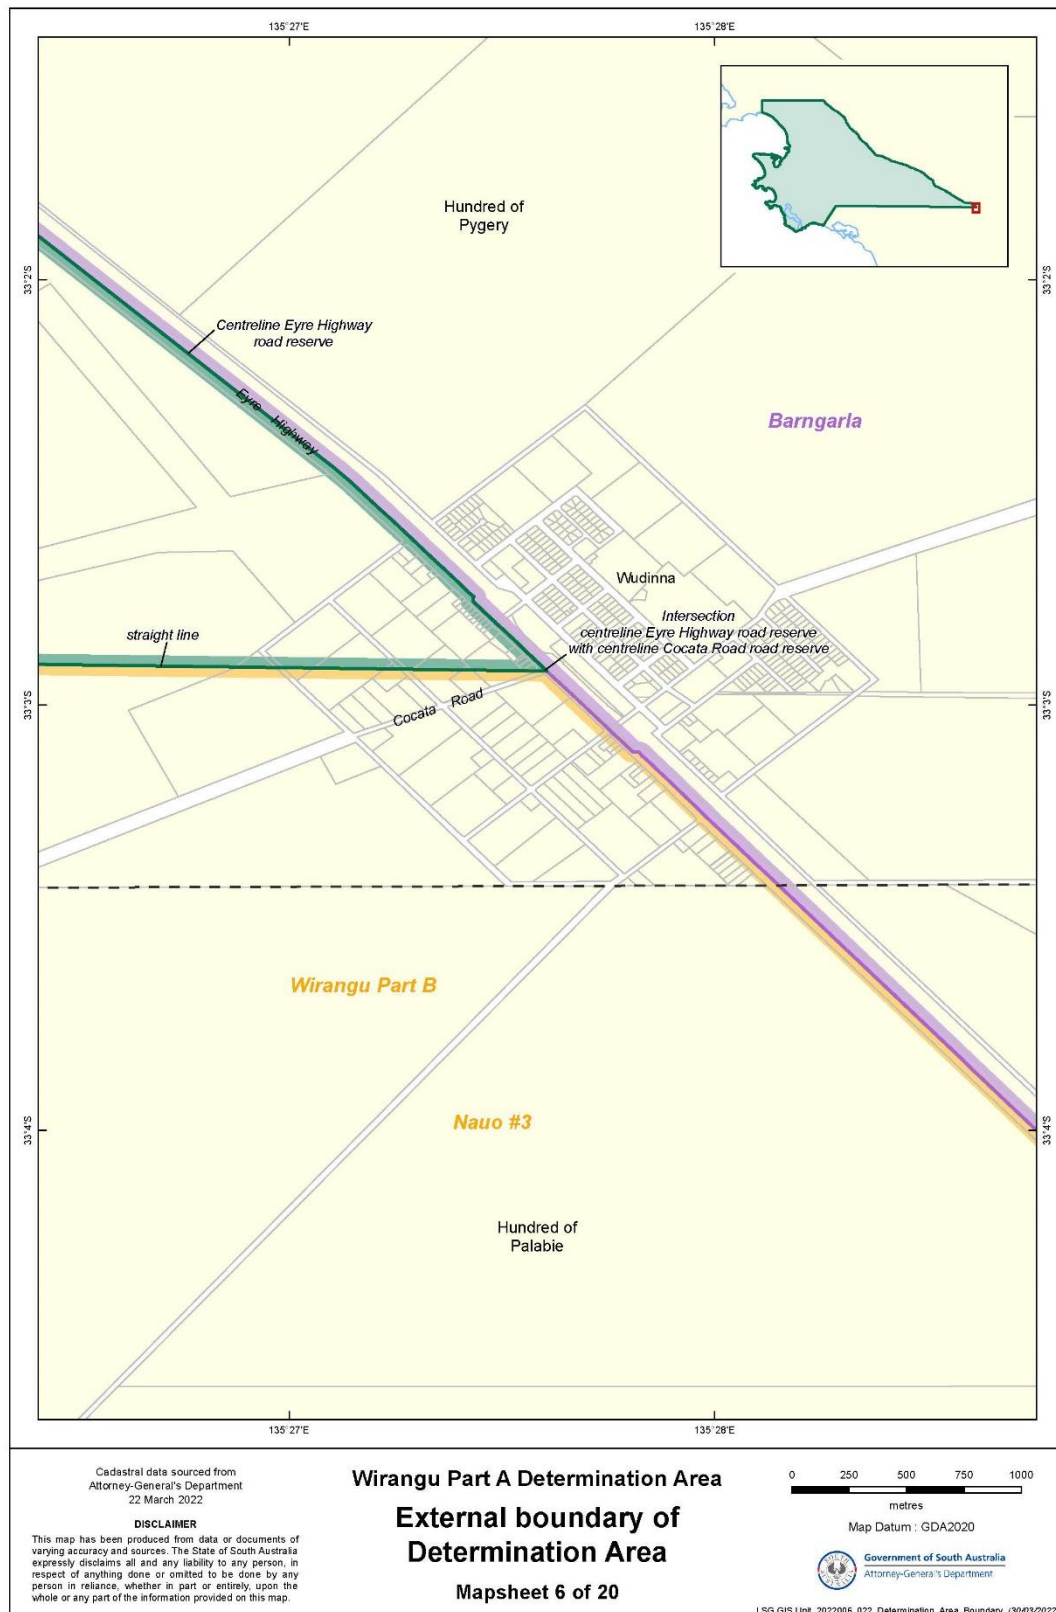 135°27'E
135°28'E
Hundred of
Pygery
33°2'S
33°2'S
Centreline Eyre Highway
road reserve
Eyre Highway
Barngarla
Wudinna
Intersection
centreline Eyre Highway road reserve
with centreline Cocata Road road reserve
straight line
Cocata Road
33°3'S
33°3'S
Wirangu Part B
Nauo #3
33°4'S
33°4'S
Hundred of
Palabie
135°27'E
135°28'E
Cadastral data sourced from
Attorney-General's Department
22 March 2022
DISCLAIMER
This map has been produced from data or documents of
varying accuracy and sources. The State of South Australia
expressly disclaims all and any liability to any person, in
respect of anything done or omitted to be done by any
person in reliance, whether in part or entirely, upon the
whole or any part of the information provided on this map.
Wirangu Part A Determination Area
External boundary of
Determination Area
Mapsheet 6 of 20
0 250 500 750 1000
metres
Map Datum : GDA2020
Government of South Australia
Attorney-General's Department
LSG GIS Unit 2022006_022_Determination_Area_Boundary (30/03/2022